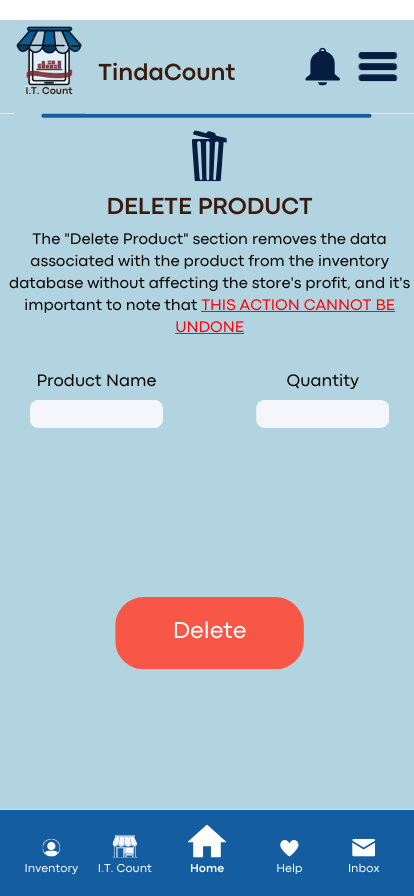 TindaCount
I.T. Count
DELETE PRODUCT
The "Delete Product" section removes the data
associated with the product from the inventory
database without affecting the store's profit, and it's
important to note that THIS ACTION CANNOT BE
UNDONE
Product Name
Quantity
Delete
Inventory
I.T. Count
Home
Help
Inbox